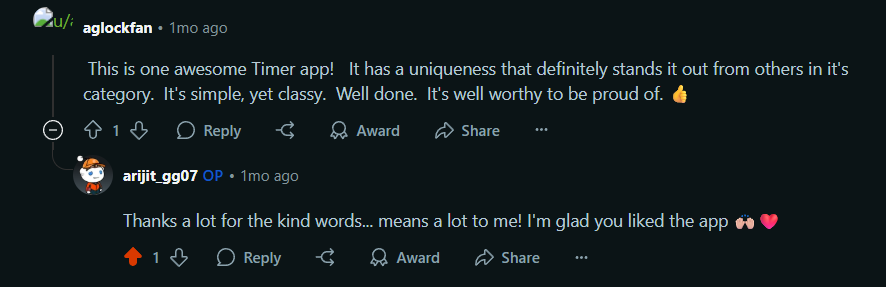 u/a
aglockfan • 1mo ago
This is one awesome Timer app! It has a uniqueness that definitely stands it out from others in it's
category. It's simple, yet classy. Well done. It's well worthy to be proud of. 👍
1 Reply Award Share ···
arijit_gg07 OP • 1mo ago
Thanks a lot for the kind words... means a lot to me! I'm glad you liked the app 🙌🏻 ❤️
1 Reply Award Share ···